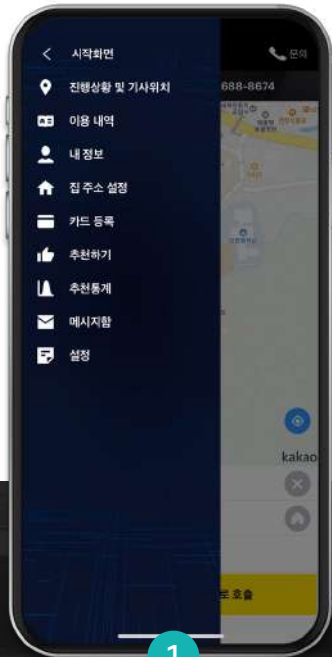 시작화면
문의
진행상황 및 기사위치
688-8674
이용 내역
내 정보
집 주소 설정
카드 등록
추천하기
추천통계
메시지함
설정
kakao
로 호출
1